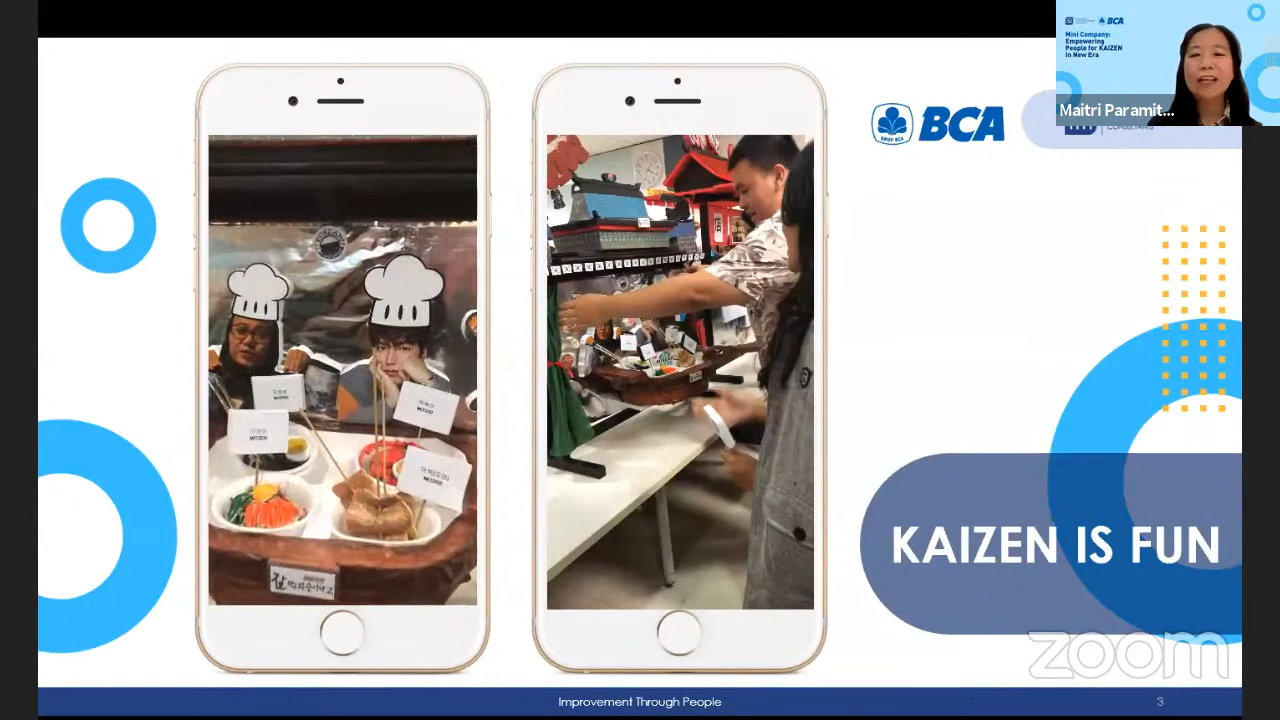 BCA
Mini Company:
Empowering
People for KAIZEN
in New Era
Maitri Paramit...
BCA
KAIZEN IS FUN
zoom
Improvement Through People
3